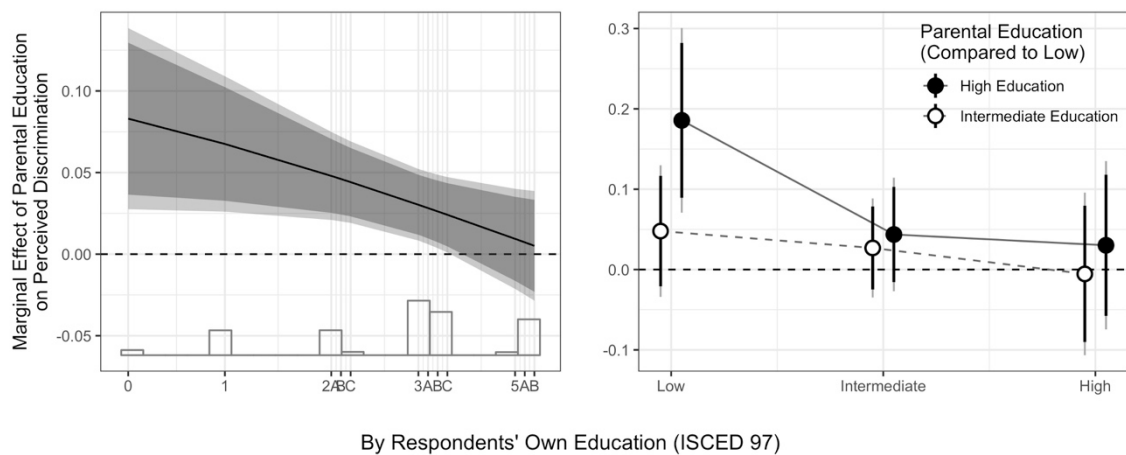 Marginal Effect of Parental Education
on Perceived Discrimination
0.10
0.05
0.00
-0.05
0 1 2A BC 3A BC 5AB
0.3
0.2
0.1
0.0
-0.1
Parental Education
(Compared to Low)
High Education
Intermediate Education
Low Intermediate High
By Respondents' Own Education (ISCED 97)